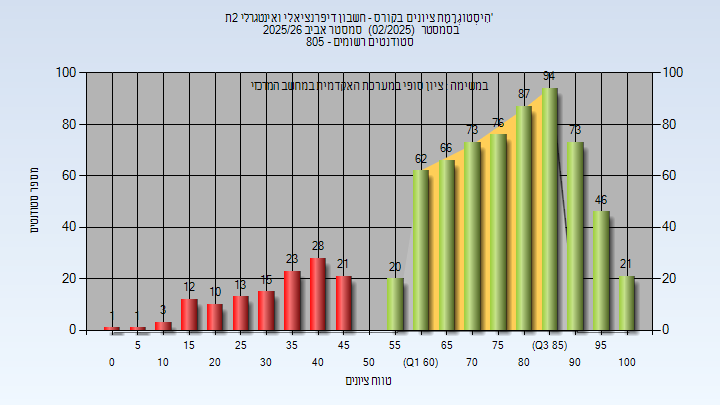 היסטוגרמת ציונים בקורס - חשבון דיפרנציאלי ואינטגרלי 2ת'
בסמסטר (02/2025) סמסטר אביב 2025/26
סטודנטים רשומים - 805
במשימה : ציון סופי במערכת האקדמית במחשב המרכזי
מספר סטודנטים
100 80 60 40 20 0
100 80 60 40 20 0
1 1 3 12 10 13 15 23 28 21 20 62 66 73 76 87 94 73 46 21
5 15 25 35 45 55 65 75 (Q3 85) 95
0 10 20 30 40 50 (Q1 60) 70 80 90 100
טווח ציונים